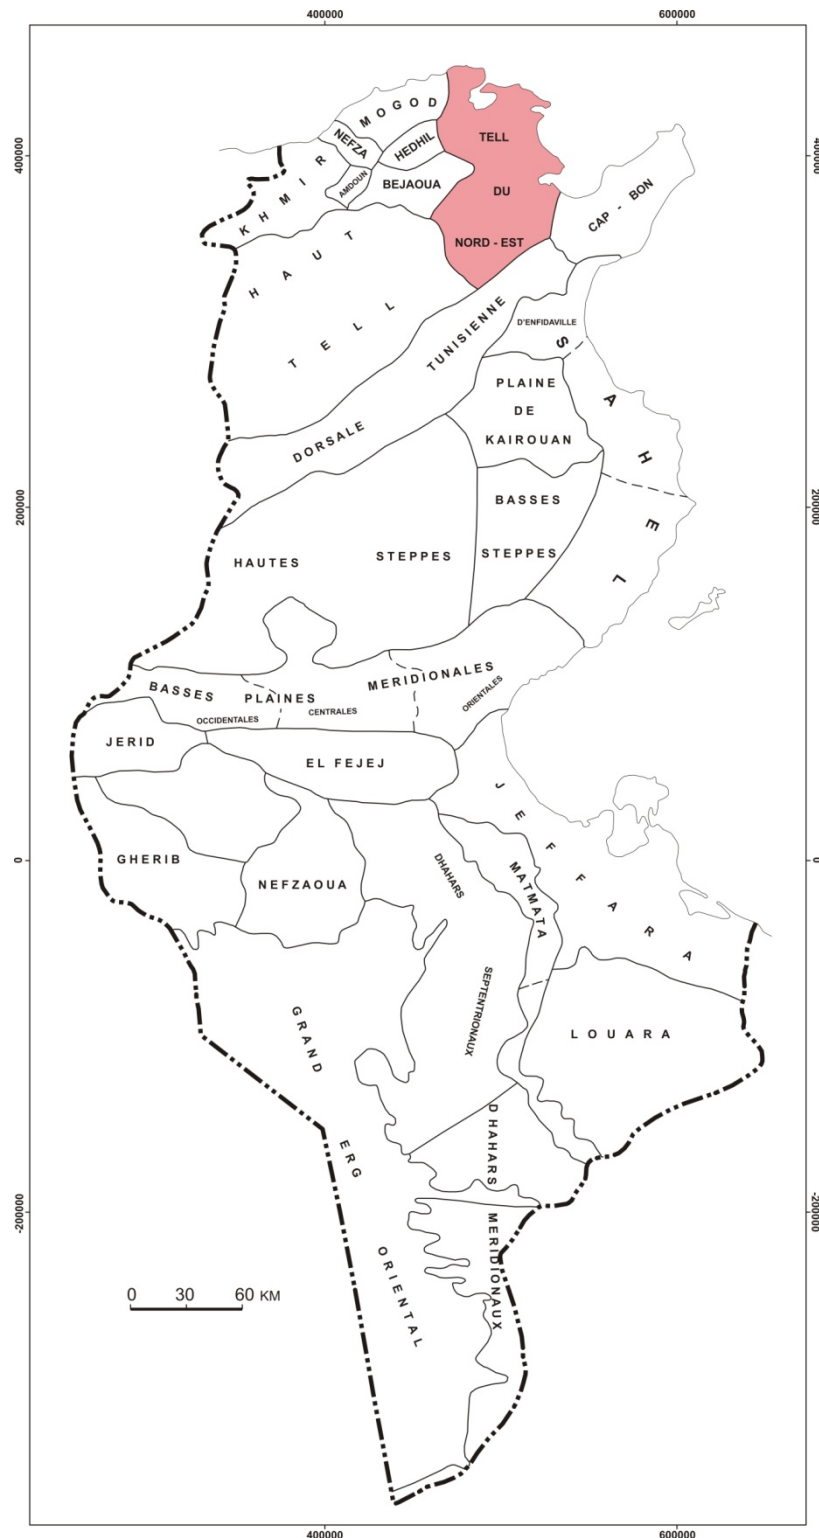 400000
600000
400000
400000
MOGOD
NEFZA
HEDHIL
TELL
KHMIR
AMDOUN
BEJAOUA
DU
CAP - BON
NORD - EST
HAUT
TELL
TUNISIENNE
D'ENFIDAVILLE
SAHEL
PLAINE
DE
KAIROUAN
DORSALE
200000
200000
BASSES
STEPPES
HAUTES
STEPPES
BASSES
PLAINES
MERIDIONALES
OCCIDENTALES
CENTRALES
ORIENTALES
JERID
EL FEJEJ
JEFFARA
0
0
GHERIB
NEFZAOUA
DHAHARS
MATMATA
SEPTENTRIONAUX
GRAND
LOUARA
DHAHARS
ERG
-200000
-200000
MERIDIONAUX
ORIENTAL
0 30 60 KM
400000
600000